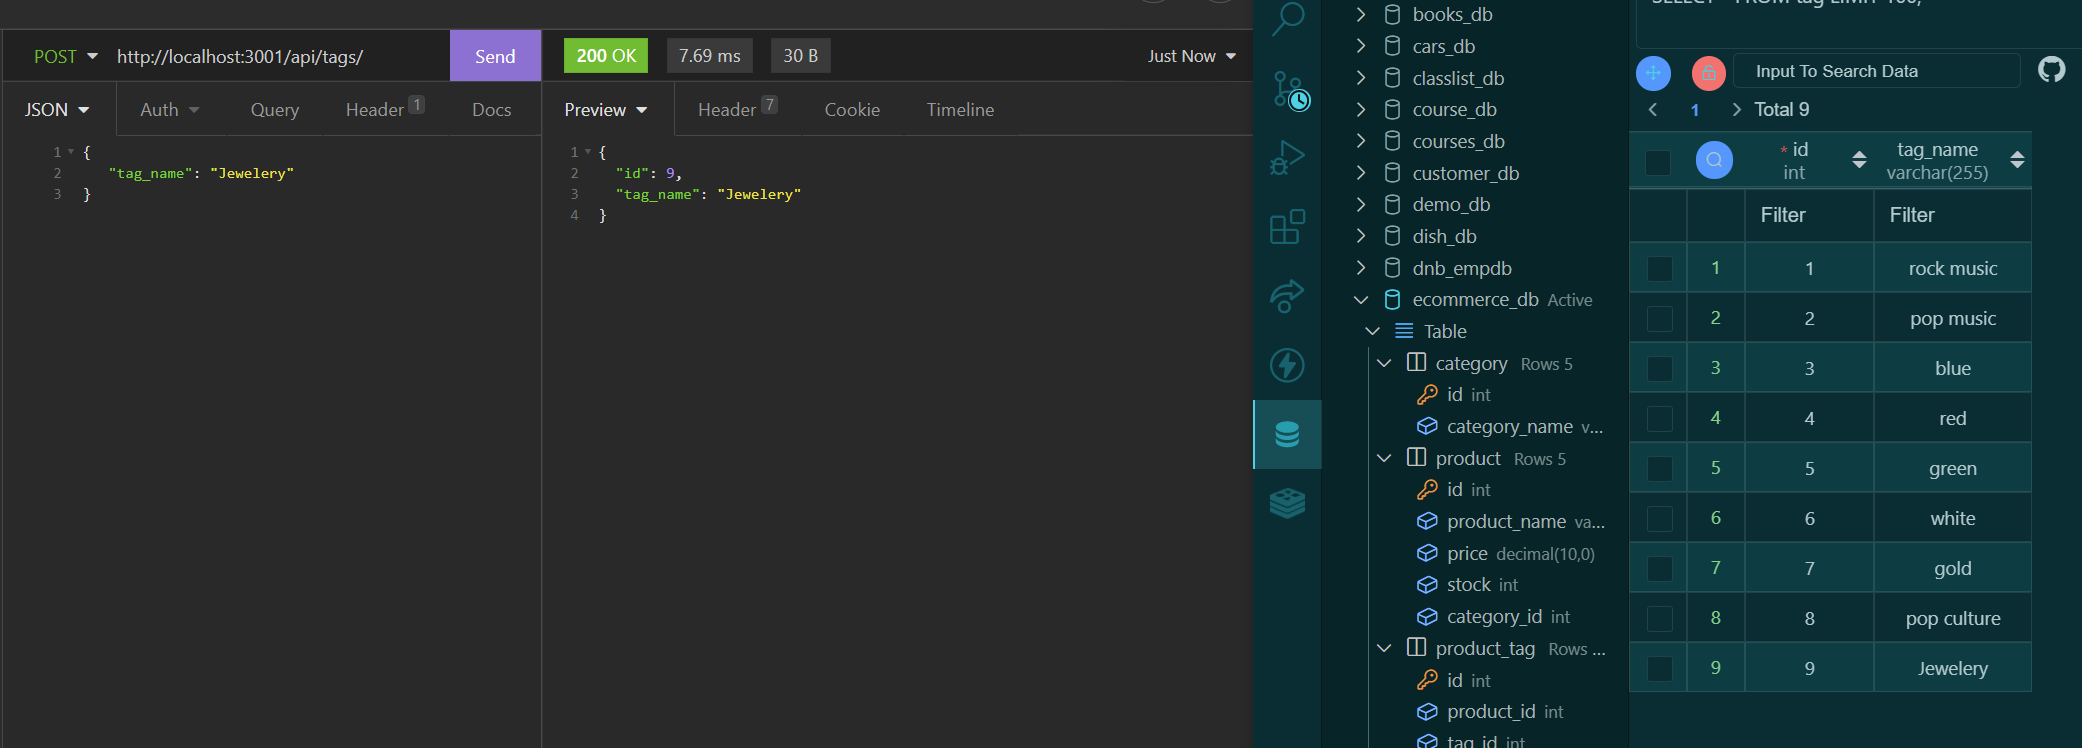 POST http://localhost:3001/api/tags/ Send
200 OK 7.69 ms 30 B Just Now
JSON Auth Query Header 1 Docs
Preview Header 7 Cookie Timeline
1 {
2 "tag_name": "Jewelery"
3 }
1 {
2 "id": 9,
3 "tag_name": "Jewelery"
4 }
books_db
cars_db
classlist_db
course_db
courses_db
customer_db
demo_db
dish_db
dnb_empdb
ecommerce_db Active
Table
category Rows 5
id int
category_name v...
product Rows 5
id int
product_name va...
price decimal(10,0)
stock int
category_id int
product_tag Rows ...
id int
product_id int
tag_id int
Input To Search Data
1 Total 9
* id
int
tag_name
varchar(255)
Filter Filter
1 1 rock music
2 2 pop music
3 3 blue
4 4 red
5 5 green
6 6 white
7 7 gold
8 8 pop culture
9 9 Jewelery